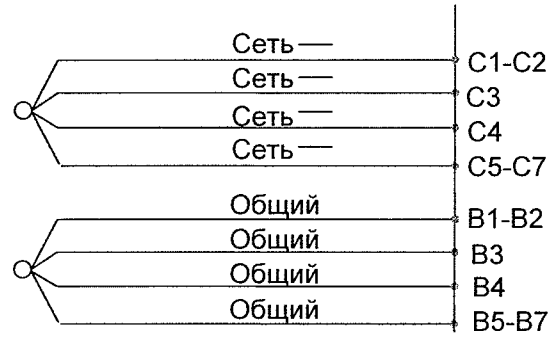 Сеть —
C1-C2
Сеть —
C3
Сеть —
C4
Сеть —
C5-C7
Общий
B1-B2
Общий
B3
Общий
B4
Общий
B5-B7